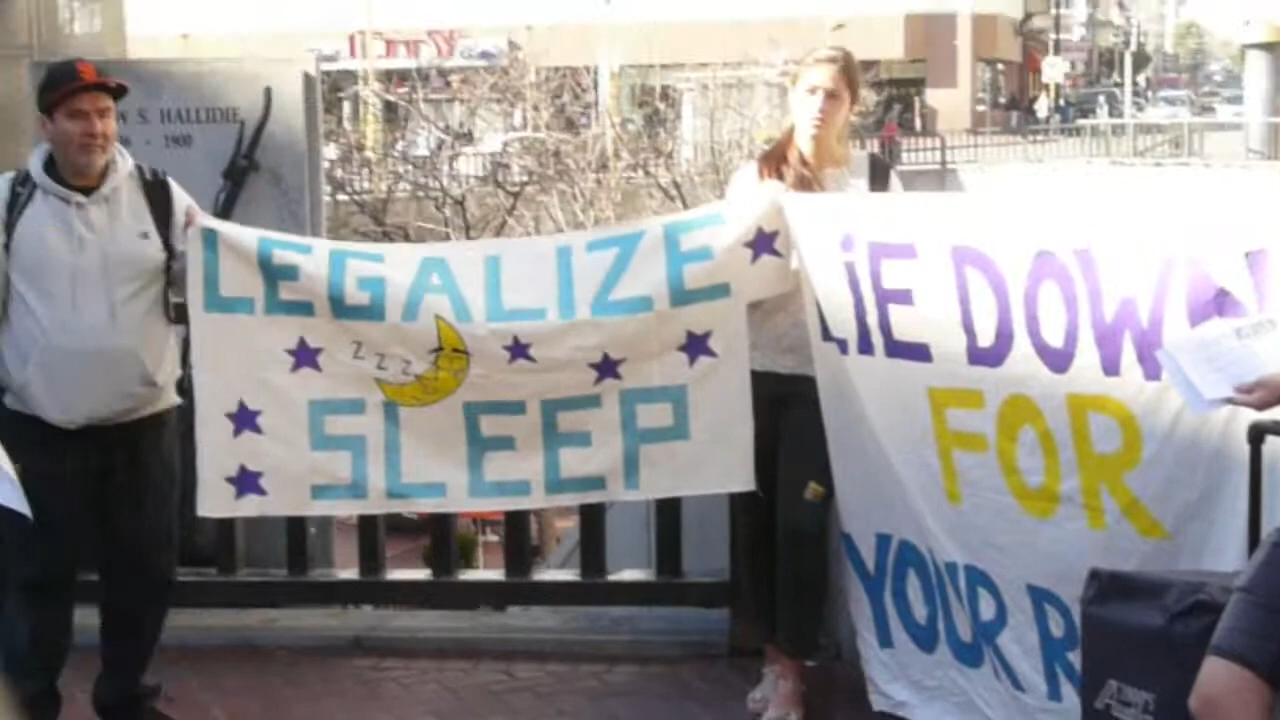 S. HALLIDIE
- 1900
LEGALIZE
Z Z Z
SLEEP
LIE DOWN
FOR
YOUR R